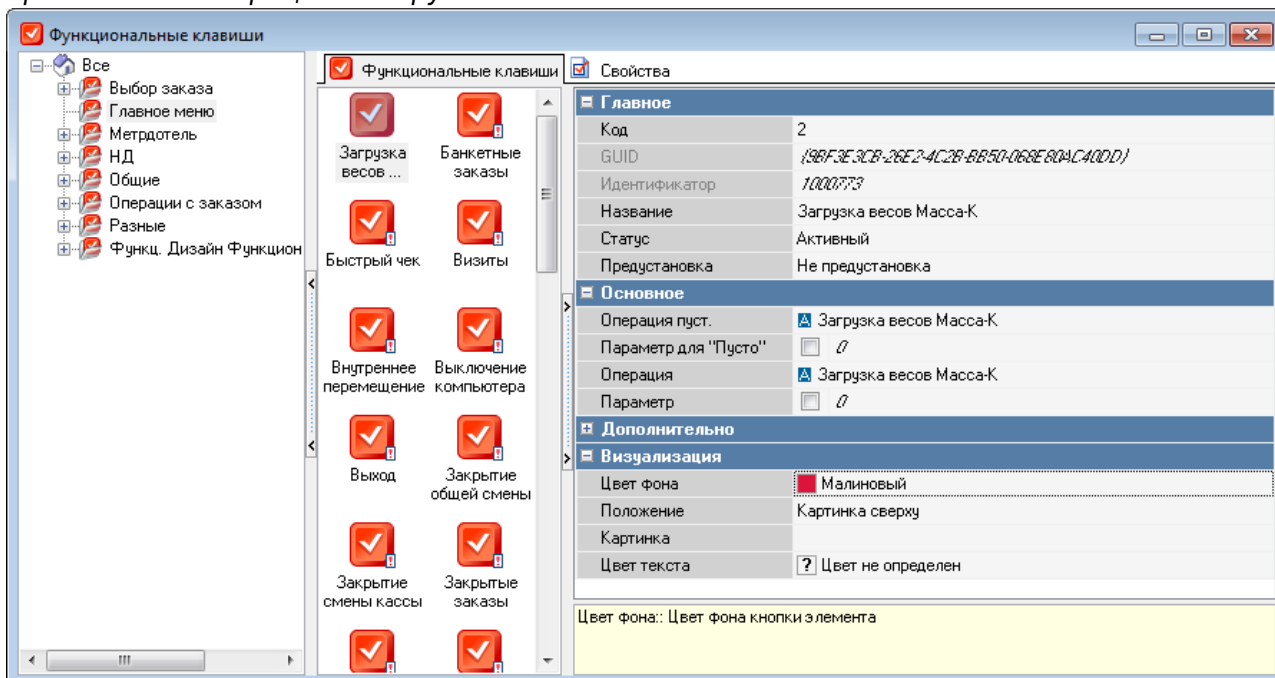 Функциональные клавиши
Все
Выбор заказа
Главное меню
Метрдотель
НД
Общие
Операции с заказом
Разные
Функц. Дизайн Функцион
Функциональные клавиши
Загрузка весов ...
Банкетные заказы
Быстрый чек
Визиты
Внутреннее перемещение
Выключение компьютера
Выход
Закрытие общей смены
Закрытие смены кассы
Закрытые заказы
Свойства
Главное
Код 2
GUID {9BF3E3CB-26E2-4C2B-BB50-068E80AC40DD}
Идентификатор 1000773
Название Загрузка весов Масса-К
Статус Активный
Предустановка Не предустановка
Основное
Операция пуст. Загрузка весов Масса-К
Параметр для "Пусто" 0
Операция Загрузка весов Масса-К
Параметр 0
Дополнительно
Визуализация
Цвет фона Малиновый
Положение Картинка сверху
Картинка
Цвет текста ? Цвет не определен
Цвет фона:: Цвет фона кнопки элемента